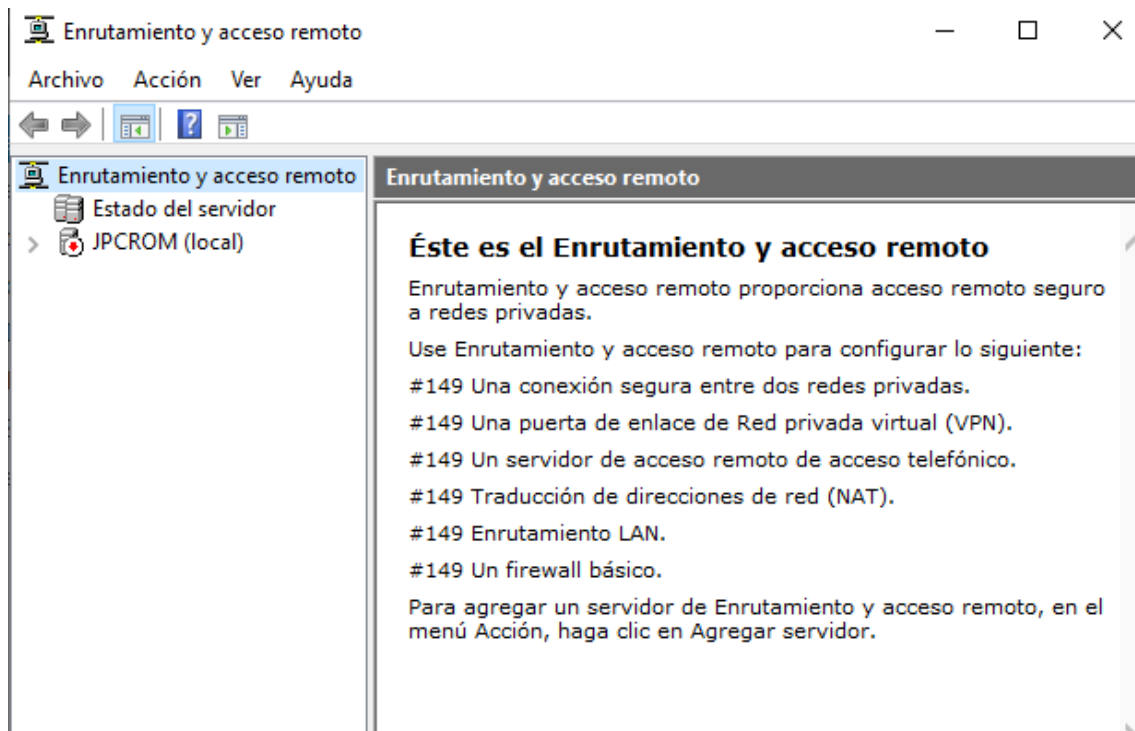 Enrutamiento y acceso remoto
Archivo Acción Ver Ayuda
Enrutamiento y acceso remoto
Estado del servidor
JPCROM (local)
Enrutamiento y acceso remoto
Éste es el Enrutamiento y acceso remoto
Enrutamiento y acceso remoto proporciona acceso remoto seguro
a redes privadas.
Use Enrutamiento y acceso remoto para configurar lo siguiente:
#149 Una conexión segura entre dos redes privadas.
#149 Una puerta de enlace de Red privada virtual (VPN).
#149 Un servidor de acceso remoto de acceso telefónico.
#149 Traducción de direcciones de red (NAT).
#149 Enrutamiento LAN.
#149 Un firewall básico.
Para agregar un servidor de Enrutamiento y acceso remoto, en el
menú Acción, haga clic en Agregar servidor.